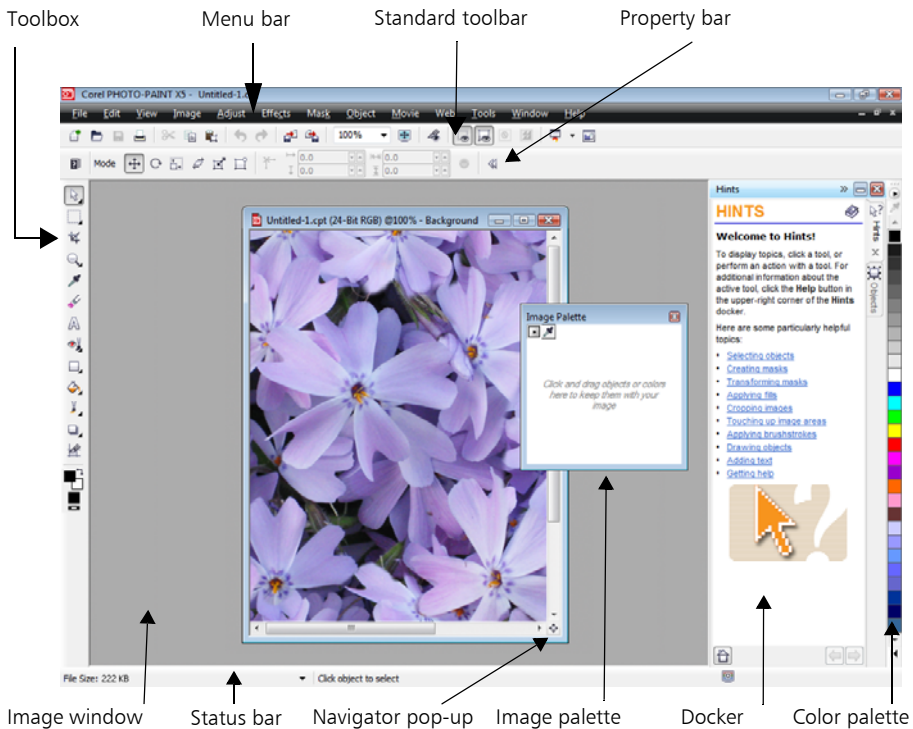 Toolbox
Menu bar
Standard toolbar
Property bar
Corel PHOTO-PAINT X5 - Untitled-1.c
File Edit View Image Adjust Effects Mask Object Movie Web Tools Window Help
100%
Mode
0.0
0.0
0.0
0.0
Untitled-1.cpt (24-Bit RGB) @100% - Background
Image Palette
Click and drag objects or colors
here to keep them with your
image
Hints
HINTS
Welcome to Hints!
To display topics, click a tool, or
perform an action with a tool. For
additional information about the
active tool, click the Help button in
the upper-right corner of the Hints
docker.
Here are some particularly helpful
topics:
• Selecting objects
• Creating masks
• Transforming masks
• Applying fills
• Cropping images
• Touching up image areas
• Applying brushstrokes
• Drawing objects
• Adding text
• Getting help
Hints
Objects
File Size: 222 KB
Click object to select
Image window
Status bar
Navigator pop-up
Image palette
Docker
Color palette